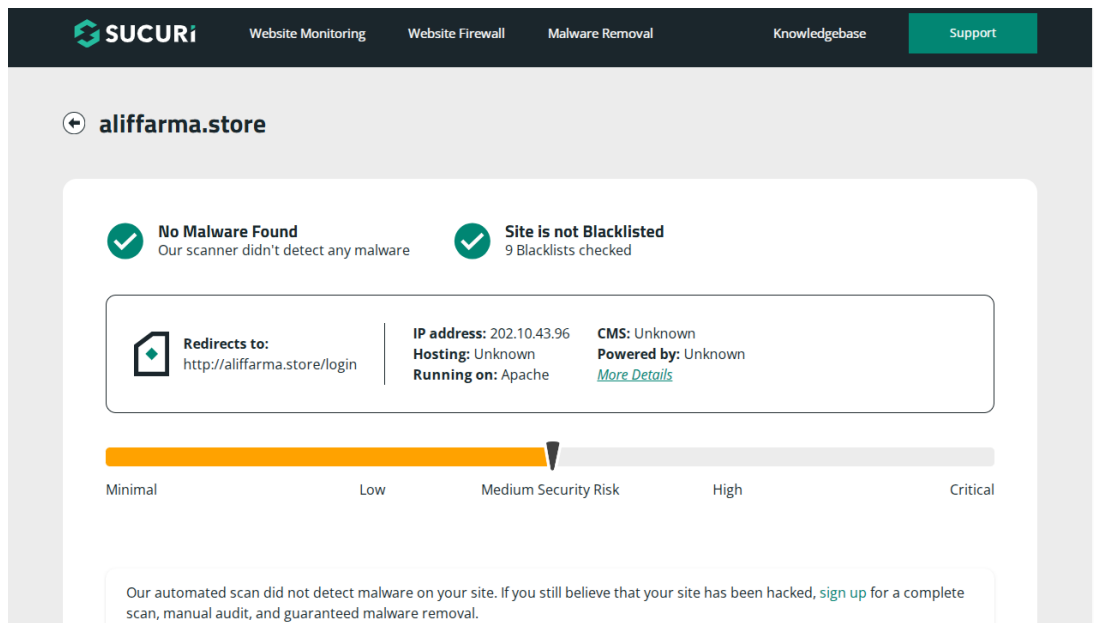 SUCURi Website Monitoring Website Firewall Malware Removal Knowledgebase Support
aliffarma.store
No Malware Found
Our scanner didn't detect any malware
Site is not Blacklisted
9 Blacklists checked
Redirects to:
http://aliffarma.store/login
IP address: 202.10.43.96
Hosting: Unknown
Running on: Apache
CMS: Unknown
Powered by: Unknown
More Details
Minimal Low Medium Security Risk High Critical
Our automated scan did not detect malware on your site. If you still believe that your site has been hacked, sign up for a complete
scan, manual audit, and guaranteed malware removal.